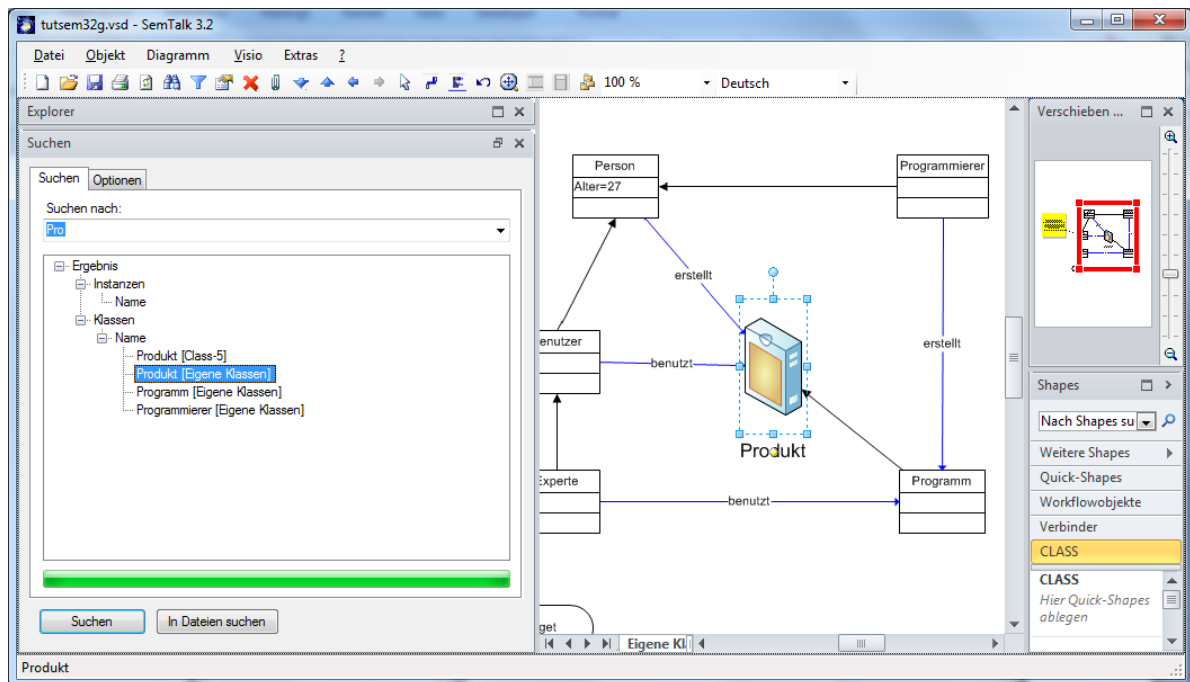 tutsem32g.vsd - SemTalk 3.2
Datei Objekt Diagramm Visio Extras ?
100 % Deutsch
Explorer
Suchen
Suchen Optionen
Suchen nach:
Pro
Ergebnis
Instanzen
Name
Klassen
Name
Produkt [Class-5]
Produkt [Eigene Klassen]
Programm [Eigene Klassen]
Programmierer [Eigene Klassen]
Suchen In Dateien suchen
Person
Alter=27
Programmierer
erstellt
erstellt
enutzer
benutzt
Produkt
Experte
benutzt
Programm
get
Eigene Kl
Verschieben ...
Shapes
Nach Shapes su
Weitere Shapes
Quick-Shapes
Workflowobjekte
Verbinder
CLASS
CLASS
Hier Quick-Shapes
ablegen
Produkt